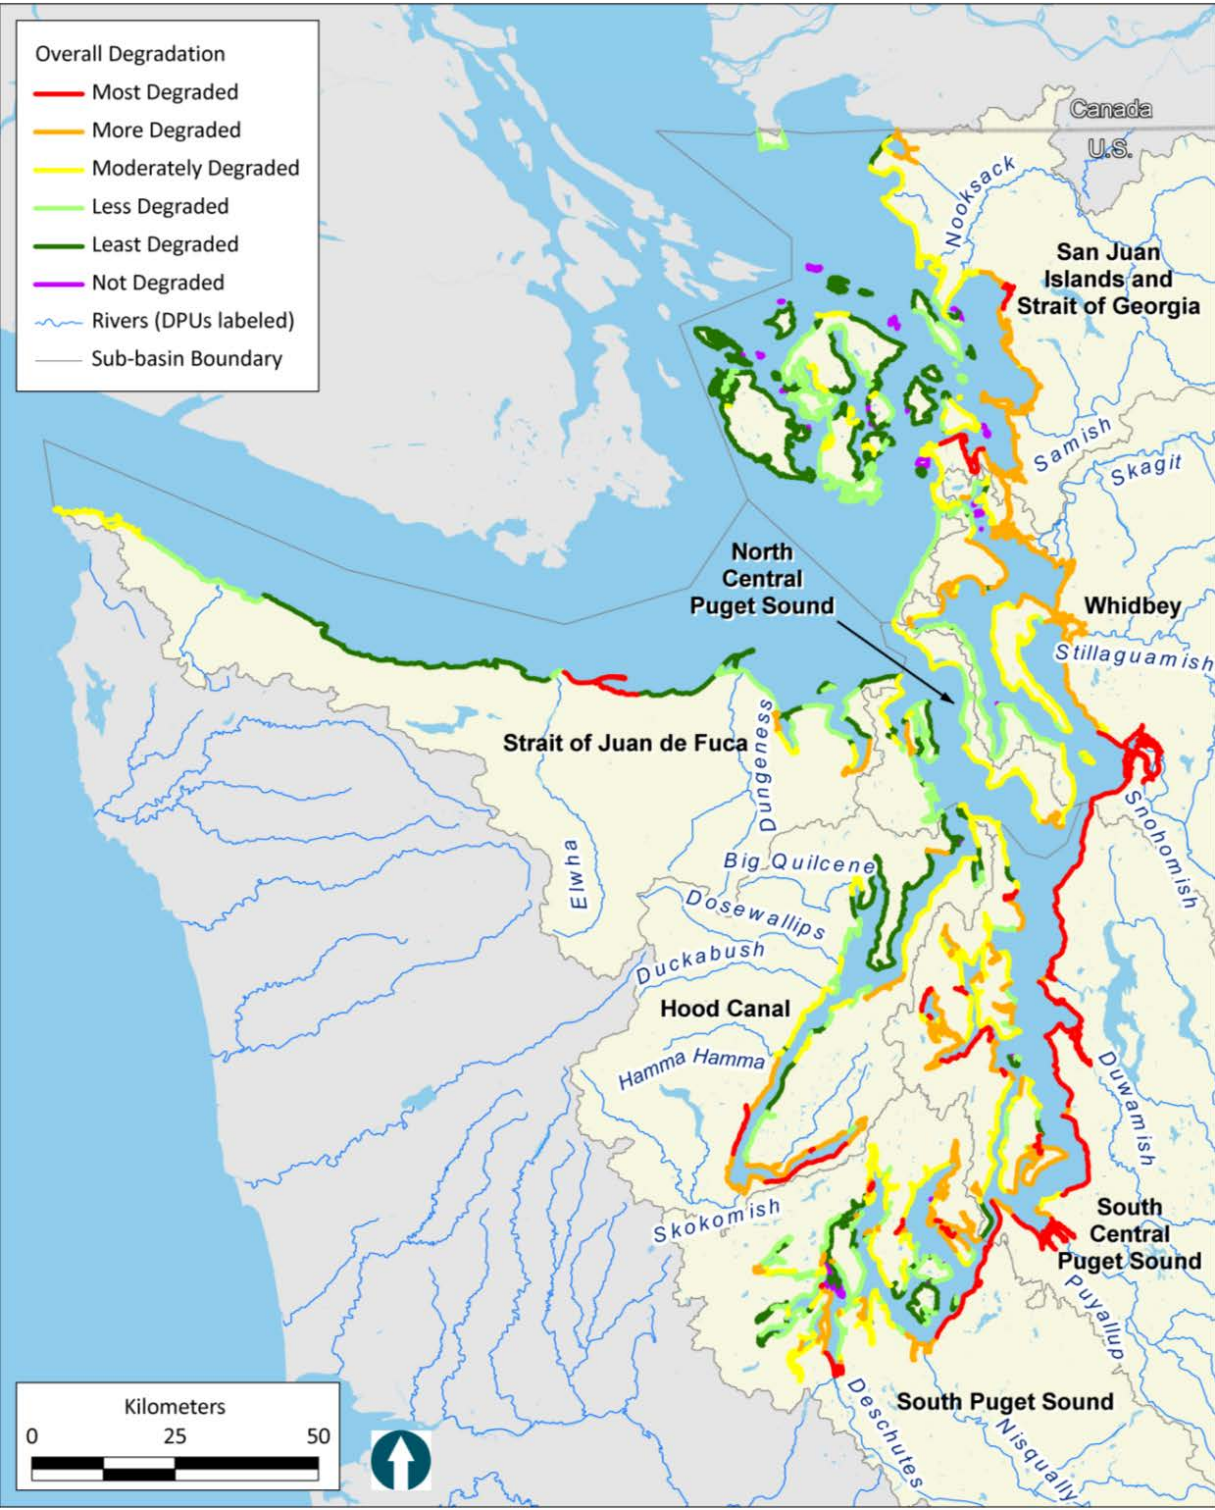 Overall Degradation
Most Degraded
More Degraded
Moderately Degraded
Less Degraded
Least Degraded
Not Degraded
Rivers (DPUs labeled)
Sub-basin Boundary
Canada
U.S.
Nooksack
San Juan
Islands and
Strait of Georgia
Samish
Skagit
North
Central
Puget Sound
Whidbey
Stillaguamish
Strait of Juan de Fuca
Dungeness
Snohomish
Elwha
Big Quilcene
Dosewallips
Duckabush
Hood Canal
Hamma Hamma
Duwamish
Skokomish
South
Central
Puget Sound
Puyallup
South Puget Sound
Deschutes
Nisqually
Kilometers
0 25 50